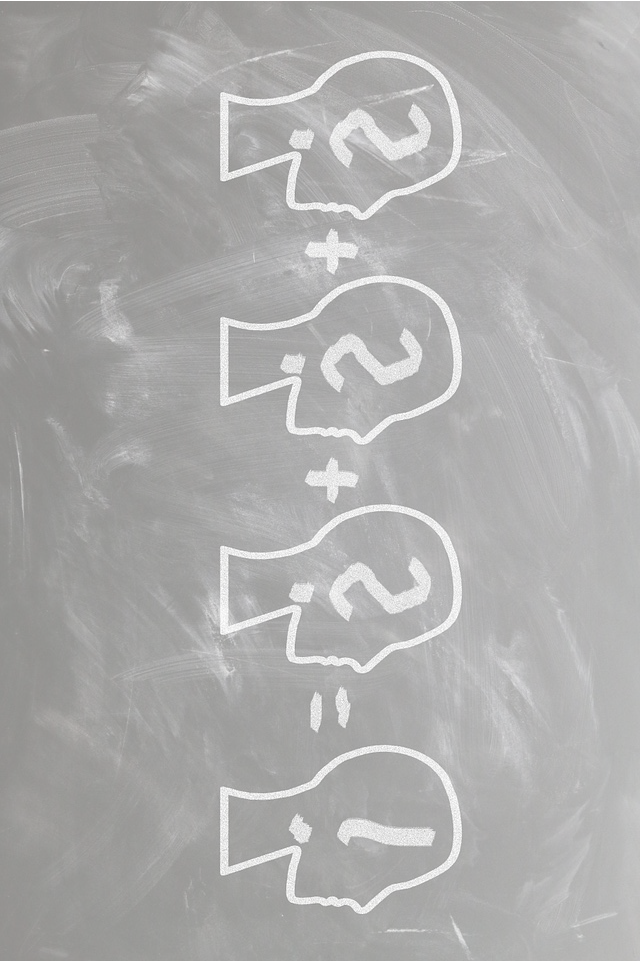 ? + ? + ? = !